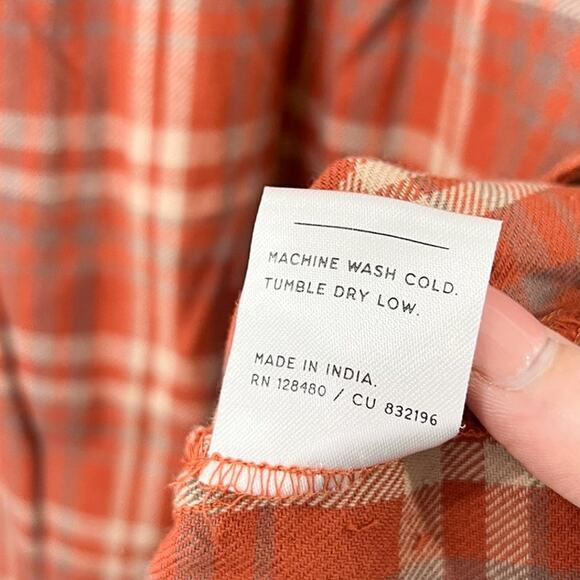 MACHINE WASH COLD.
TUMBLE DRY LOW.
MADE IN INDIA.
RN 128480 / CU 832196